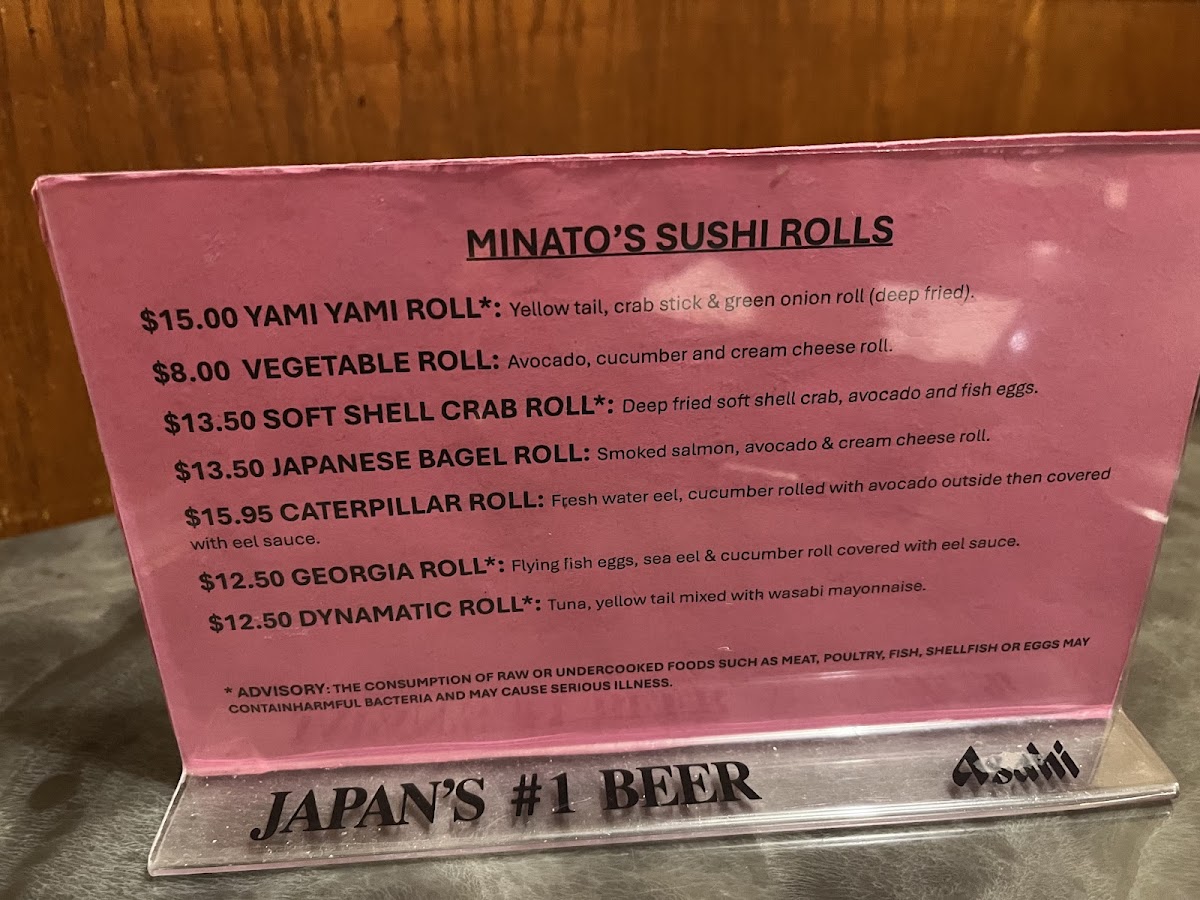 MINATO'S SUSHI ROLLS
$15.00 YAMI YAMI ROLL*: Yellow tail, crab stick & green onion roll (deep fried).
$8.00 VEGETABLE ROLL: Avocado, cucumber and cream cheese roll.
$13.50 SOFT SHELL CRAB ROLL*: Deep fried soft shell crab, avocado and fish eggs.
$13.50 JAPANESE BAGEL ROLL: Smoked salmon, avocado & cream cheese roll.
$15.95 CATERPILLAR ROLL: Fresh water eel, cucumber rolled with avocado outside then covered
with eel sauce.
$12.50 GEORGIA ROLL*: Flying fish eggs, sea eel & cucumber roll covered with eel sauce.
$12.50 DYNAMATIC ROLL*: Tuna, yellow tail mixed with wasabi mayonnaise.
* ADVISORY: THE CONSUMPTION OF RAW OR UNDERCOOKED FOODS SUCH AS MEAT, POULTRY, FISH, SHELLFISH OR EGGS MAY
CONTAINHARMFUL BACTERIA AND MAY CAUSE SERIOUS ILLNESS.
JAPAN'S #1 BEER
Asahi